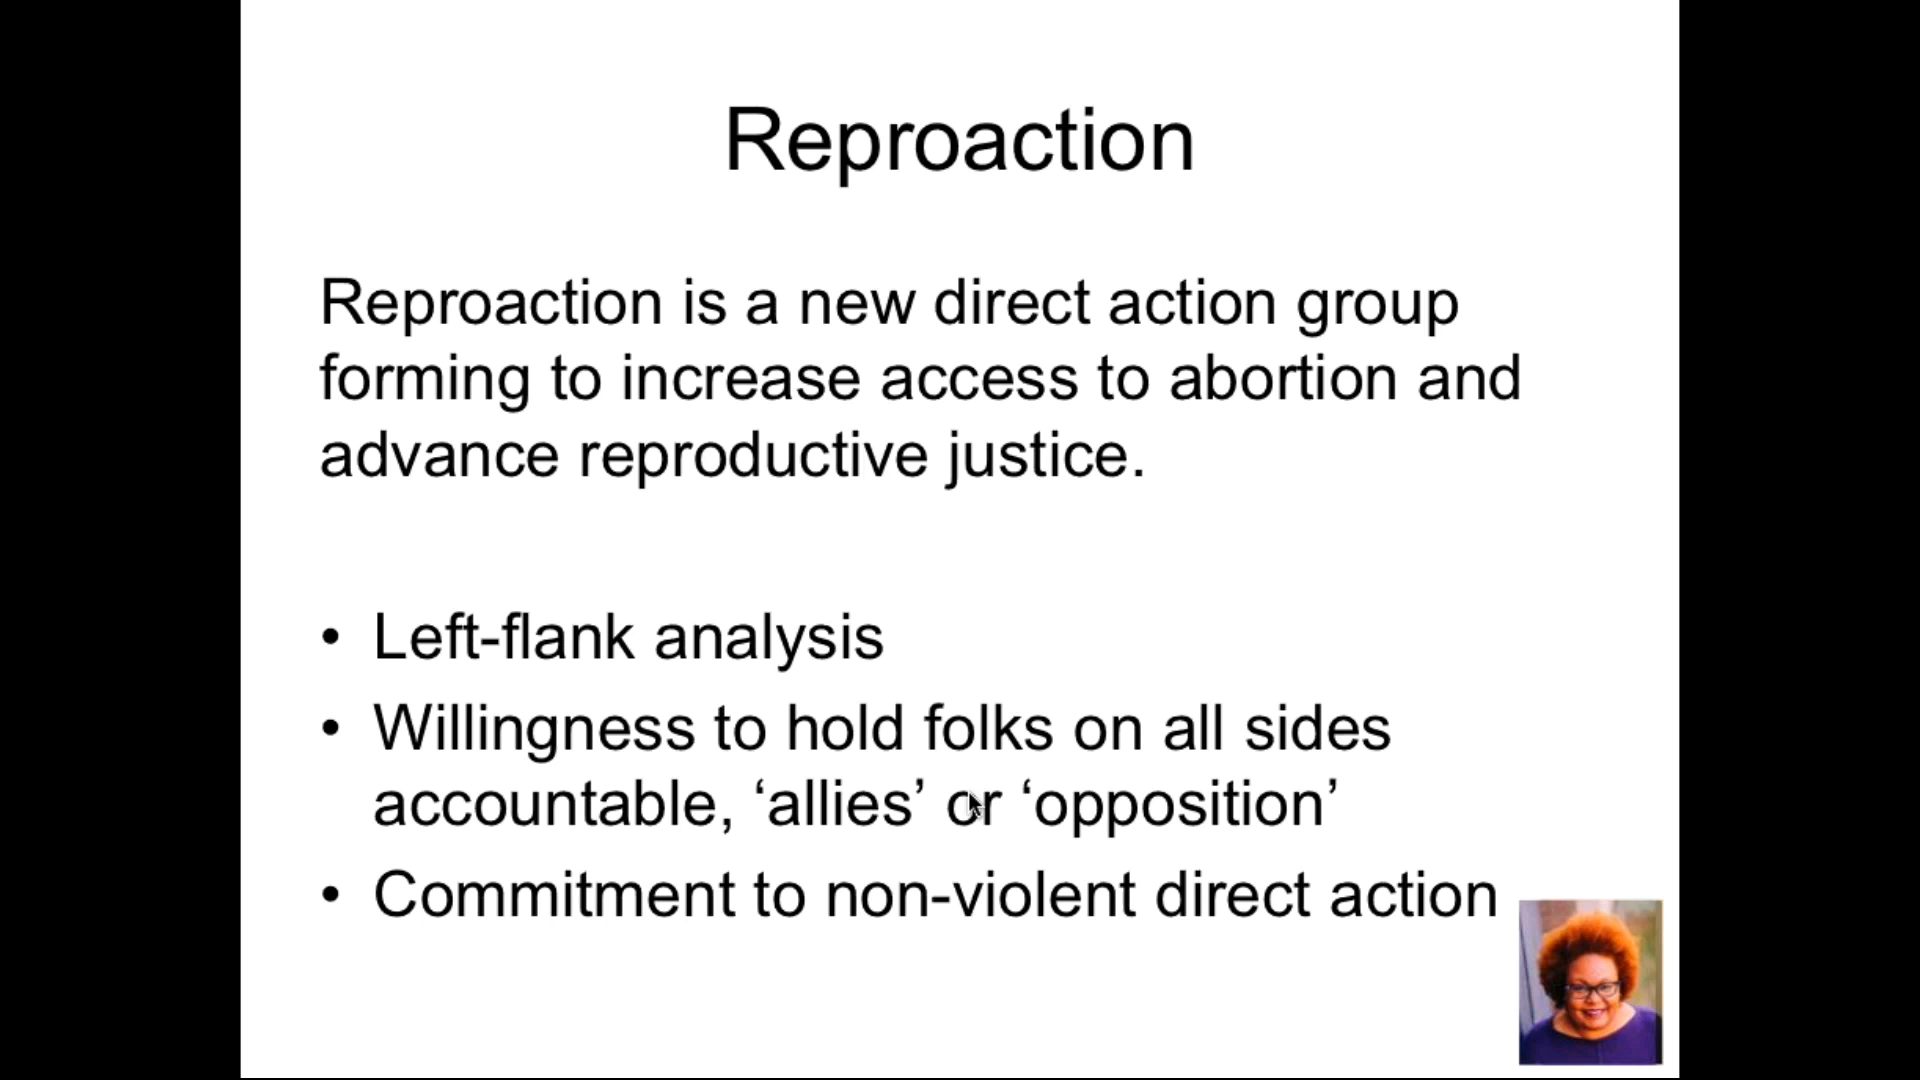 Reproaction
Reproaction is a new direct action group
forming to increase access to abortion and
advance reproductive justice.
• Left-flank analysis
• Willingness to hold folks on all sides
accountable, ‘allies’ or ‘opposition’
• Commitment to non-violent direct action